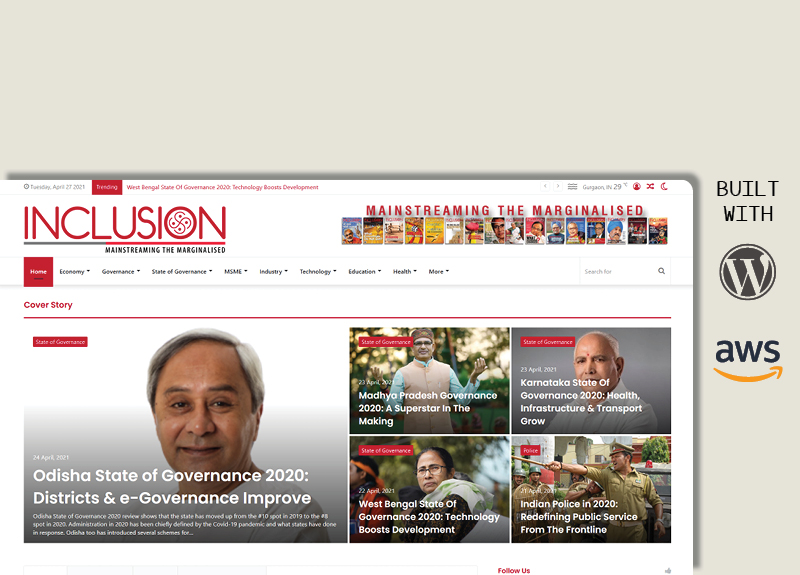 Tuesday, April 27 2021
Trending
West Bengal State Of Governance 2020: Technology Boosts Development
Gurgaon, IN 29 °C
BUILT
WITH
INCLUSION
MAINSTREAMING THE MARGINALISED
MAINSTREAMING THE MARGINALISED
Home
Economy
Governance
State of Governance
MSME
Industry
Technology
Education
Health
More
Search for
aws
Cover Story
State of Governance
24 April, 2021
Odisha State of Governance 2020:
Districts & e-Governance Improve
Odisha State of Governance 2020 review shows that the state has moved up from the #10 spot in 2019 to the #8
spot in 2020. Administration in 2020 has been chiefly defined by the Covid-19 pandemic and what states have done
in response. Odisha too has introduced several schemes for...
State of Governance
23 April, 2021
Madhya Pradesh Governance
2020: A Superstar In The
Making
State of Governance
23 April, 2021
Karnataka State Of
Governance 2020: Health,
Infrastructure & Transport
Grow
State of Governance
22 April, 2021
West Bengal State Of
Governance 2020: Technology
Boosts Development
Police
21 April, 2021
Indian Police in 2020:
Redefining Public Service
From The Frontline
Follow Us